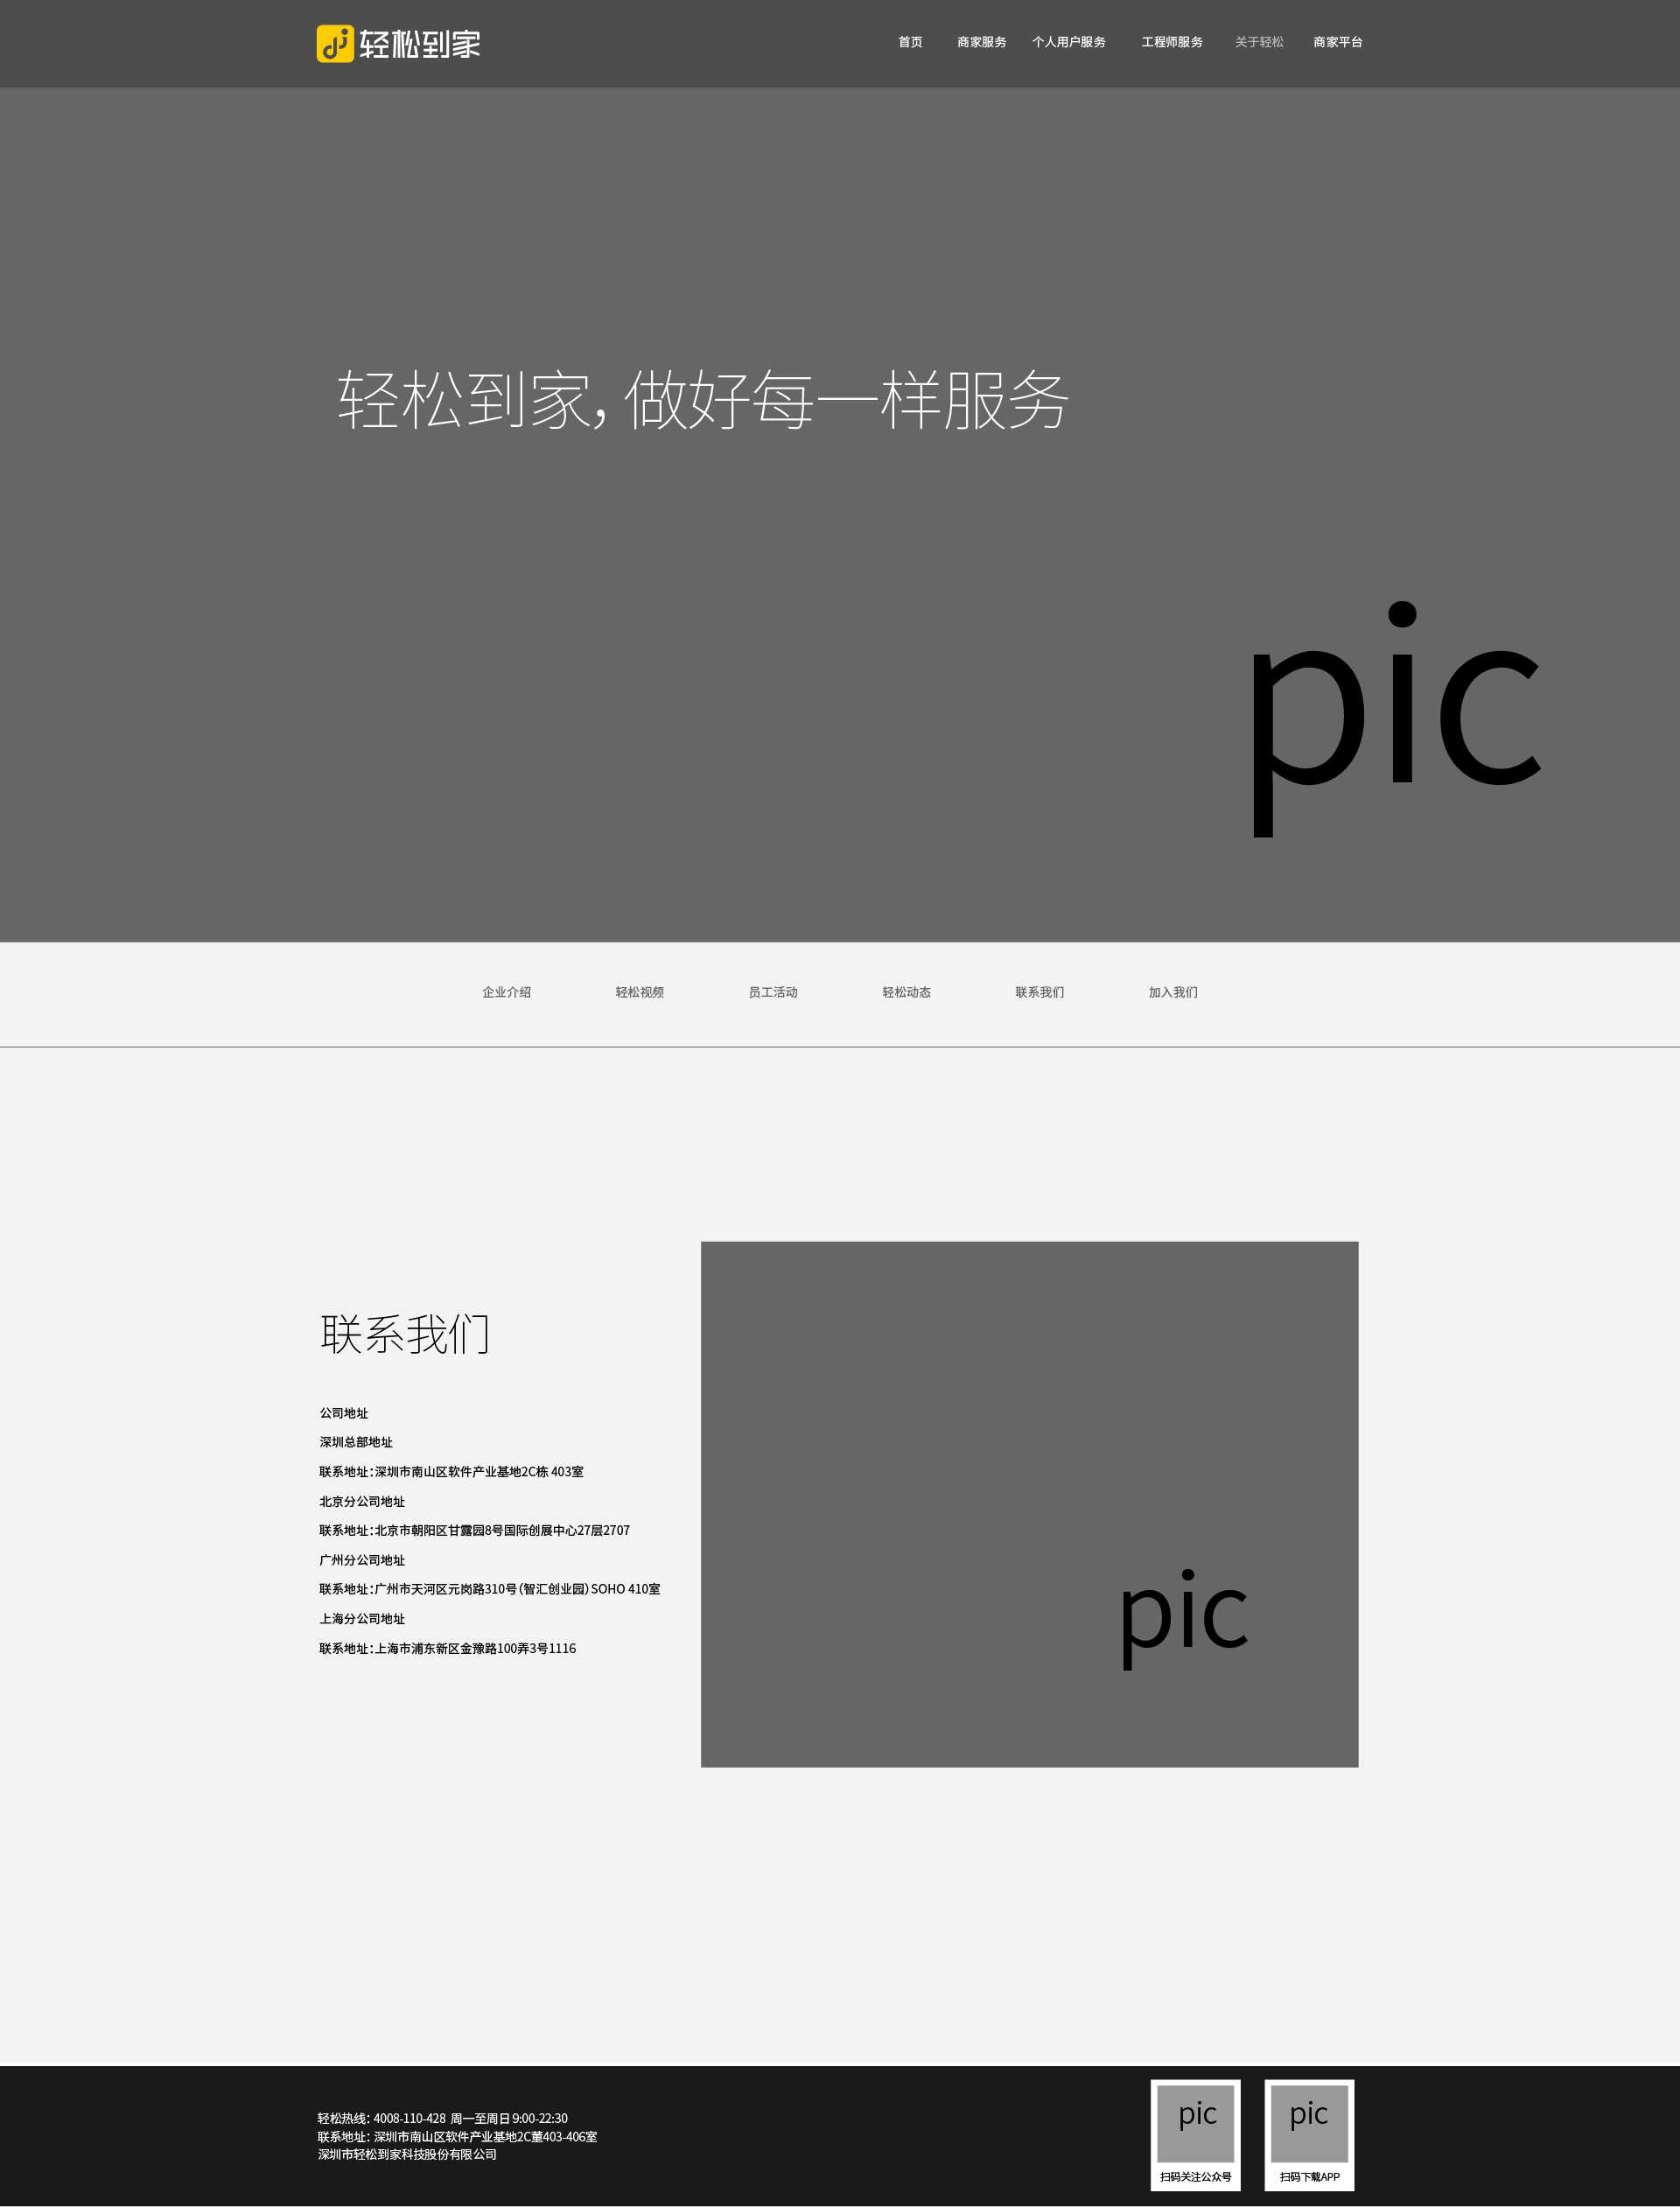 轻松到家
首页 商家服务 个人用户服务 工程师服务 关于轻松 商家平台
轻松到家，做好每一样服务
pic
企业介绍 轻松视频 员工活动 轻松动态 联系我们 加入我们
联系我们
公司地址
深圳总部地址
联系地址：深圳市南山区软件产业基地2C栋 403室
北京分公司地址
联系地址：北京市朝阳区甘露园8号国际创展中心27层2707
广州分公司地址
联系地址：广州市天河区元岗路310号（智汇创业园）SOHO 410室
上海分公司地址
联系地址：上海市浦东新区金豫路100弄3号1116
pic
轻松热线： 4008-110-428 周一至周日 9:00-22:30
联系地址： 深圳市南山区软件产业基地2C董403-406室
深圳市轻松到家科技股份有限公司
pic
扫码关注公众号
pic
扫码下载APP